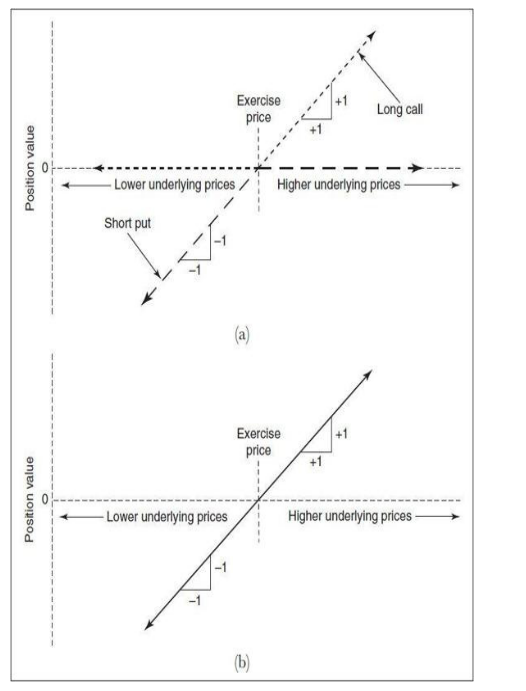 Exercise
price
+1
+1
Long call
Position value
0
Lower underlying prices
Higher underlying prices
Short put
–1
–1
(a)
Exercise
price
+1
+1
Position value
0
Lower underlying prices
Higher underlying prices
–1
–1
(b)